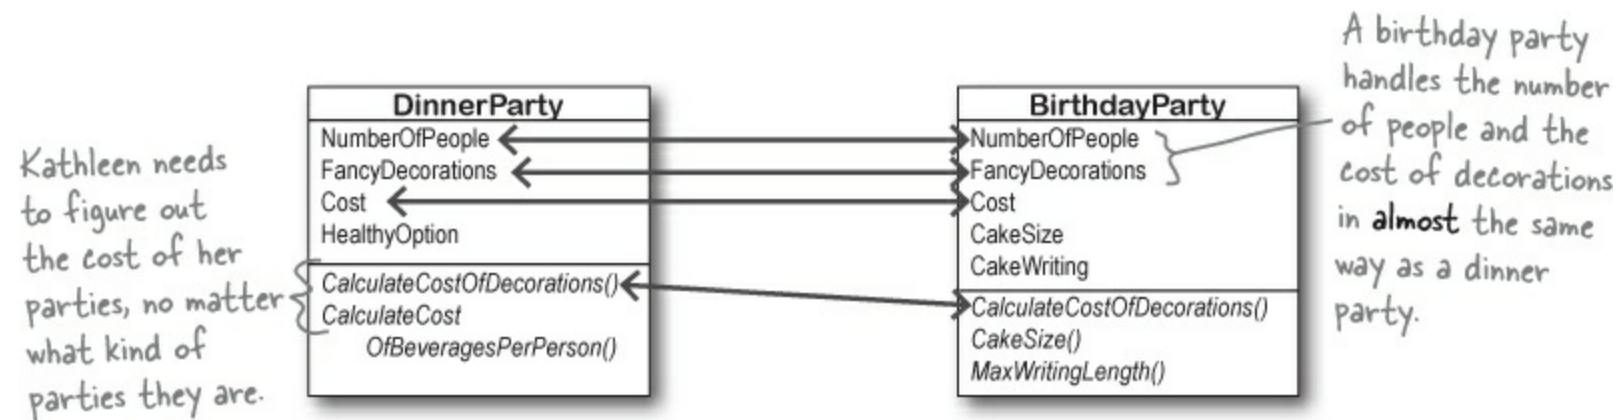 Kathleen needs
to figure out
the cost of her
parties, no matter
what kind of
parties they are.
DinnerParty
NumberOfPeople
FancyDecorations
Cost
HealthyOption
CalculateCostOfDecorations()
CalculateCost
OfBeveragesPerPerson()
BirthdayParty
NumberOfPeople
FancyDecorations
Cost
CakeSize
CakeWriting
CalculateCostOfDecorations()
CakeSize()
MaxWritingLength()
A birthday party
handles the number
of people and the
cost of decorations
in almost the same
way as a dinner
party.